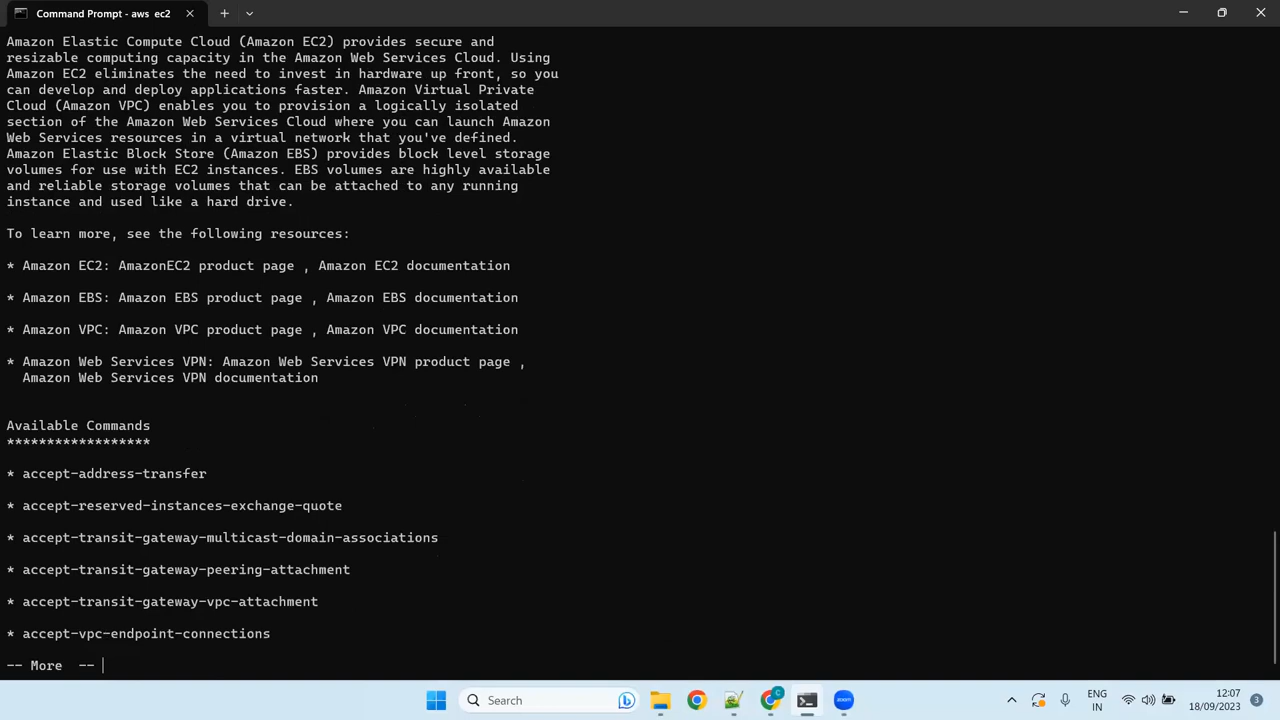 Command Prompt - aws ec2
Amazon Elastic Compute Cloud (Amazon EC2) provides secure and
resizable computing capacity in the Amazon Web Services Cloud. Using
Amazon EC2 eliminates the need to invest in hardware up front, so you
can develop and deploy applications faster. Amazon Virtual Private
Cloud (Amazon VPC) enables you to provision a logically isolated
section of the Amazon Web Services Cloud where you can launch Amazon
Web Services resources in a virtual network that you've defined.
Amazon Elastic Block Store (Amazon EBS) provides block level storage
volumes for use with EC2 instances. EBS volumes are highly available
and reliable storage volumes that can be attached to any running
instance and used like a hard drive.
To learn more, see the following resources:
* Amazon EC2: AmazonEC2 product page , Amazon EC2 documentation
* Amazon EBS: Amazon EBS product page , Amazon EBS documentation
* Amazon VPC: Amazon VPC product page , Amazon VPC documentation
* Amazon Web Services VPN: Amazon Web Services VPN product page ,
Amazon Web Services VPN documentation
Available Commands
******************
* accept-address-transfer
* accept-reserved-instances-exchange-quote
* accept-transit-gateway-multicast-domain-associations
* accept-transit-gateway-peering-attachment
* accept-transit-gateway-vpc-attachment
* accept-vpc-endpoint-connections
-- More --
Search
C
zoom
ENG
IN
12:07
18/09/2023
3